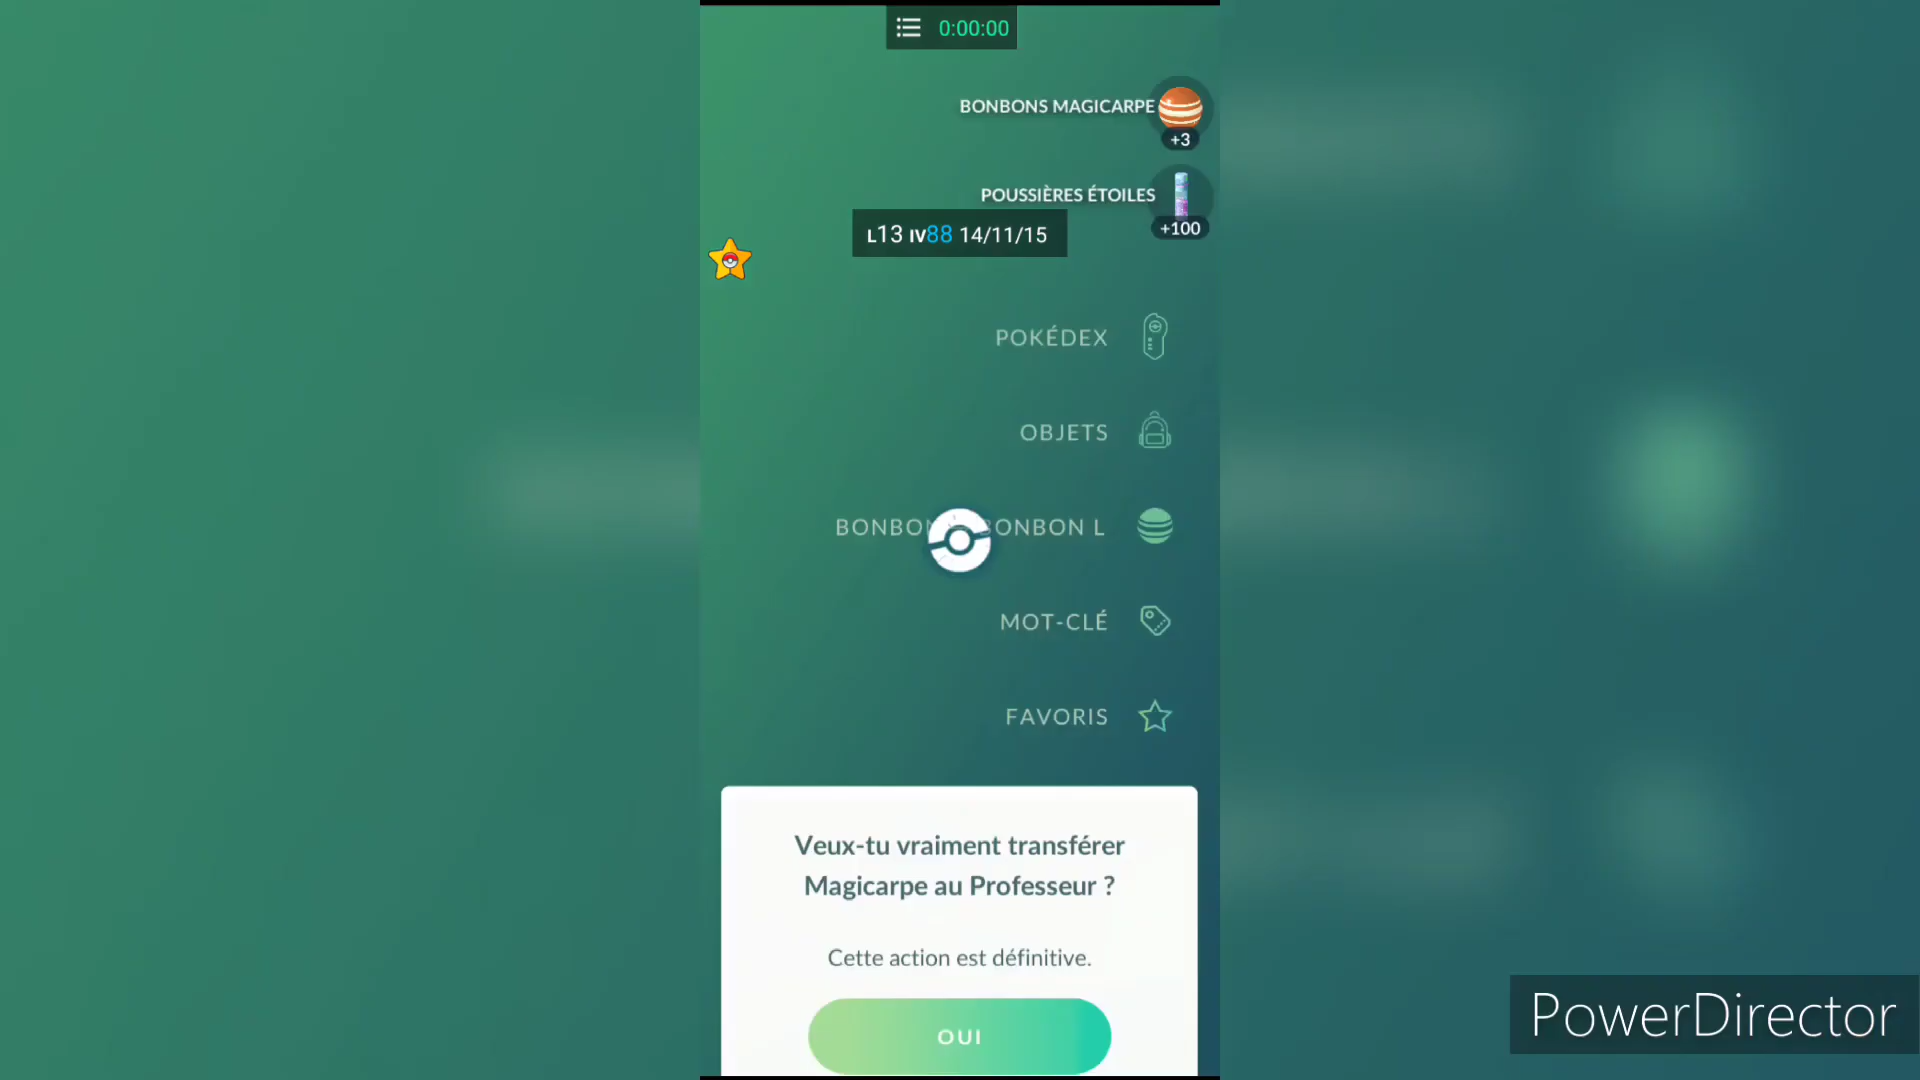 0:00:00
BONBONS MAGICARPE
+3
POUSSIÈRES ÉTOILES
+100
L13 IV88 14/11/15
POKÉDEX
OBJETS
BONBON L
MOT-CLÉ
FAVORIS
Veux-tu vraiment transférer
Magicarpe au Professeur ?
Cette action est définitive.
OUI
PowerDirector